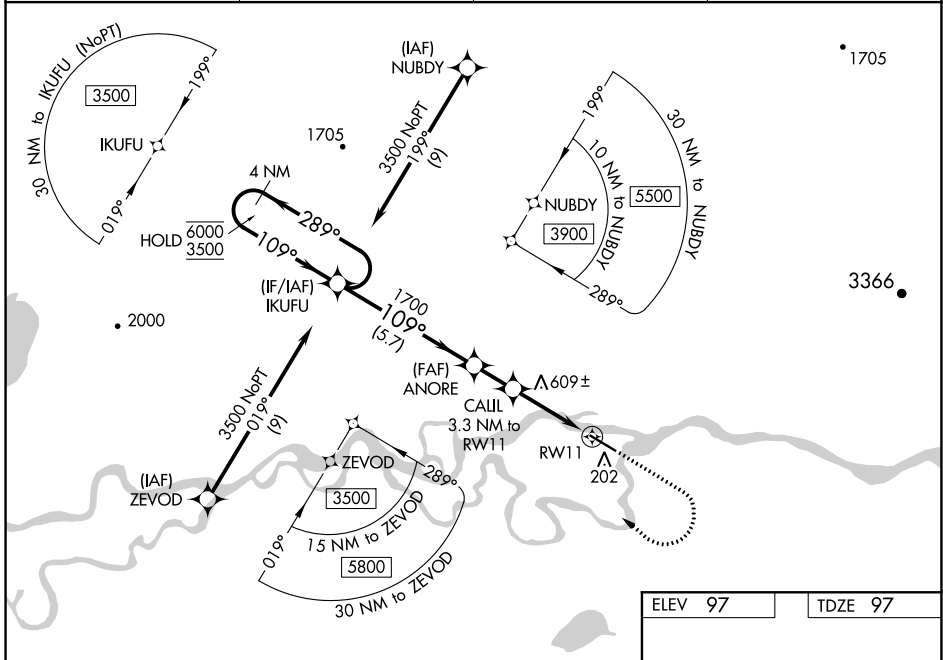 30 NM to IKUFU (NoPT)
199°
3500
IKUFU
019°
(IAF)
NUBDY
3500 NoPT
199°
(9)
1705
1705
199°
30 NM to NUBDY
10 NM to NUBDY
5500
NUBDY
3900
289°
4 NM
HOLD 6000
3500
289°
109°
(IF/IAF)
IKUFU
1700
109°
(5.7)
3366
2000
(FAF)
ANORE
CALIL
3.3 NM to
RW11
609±
RW11
202
3500 NoPT
019°
(9)
(IAF)
ZEVOD
ZEVOD
289°
3500
019°
15 NM to ZEVOD
5800
30 NM to ZEVOD
ELEV 97
TDZE 97